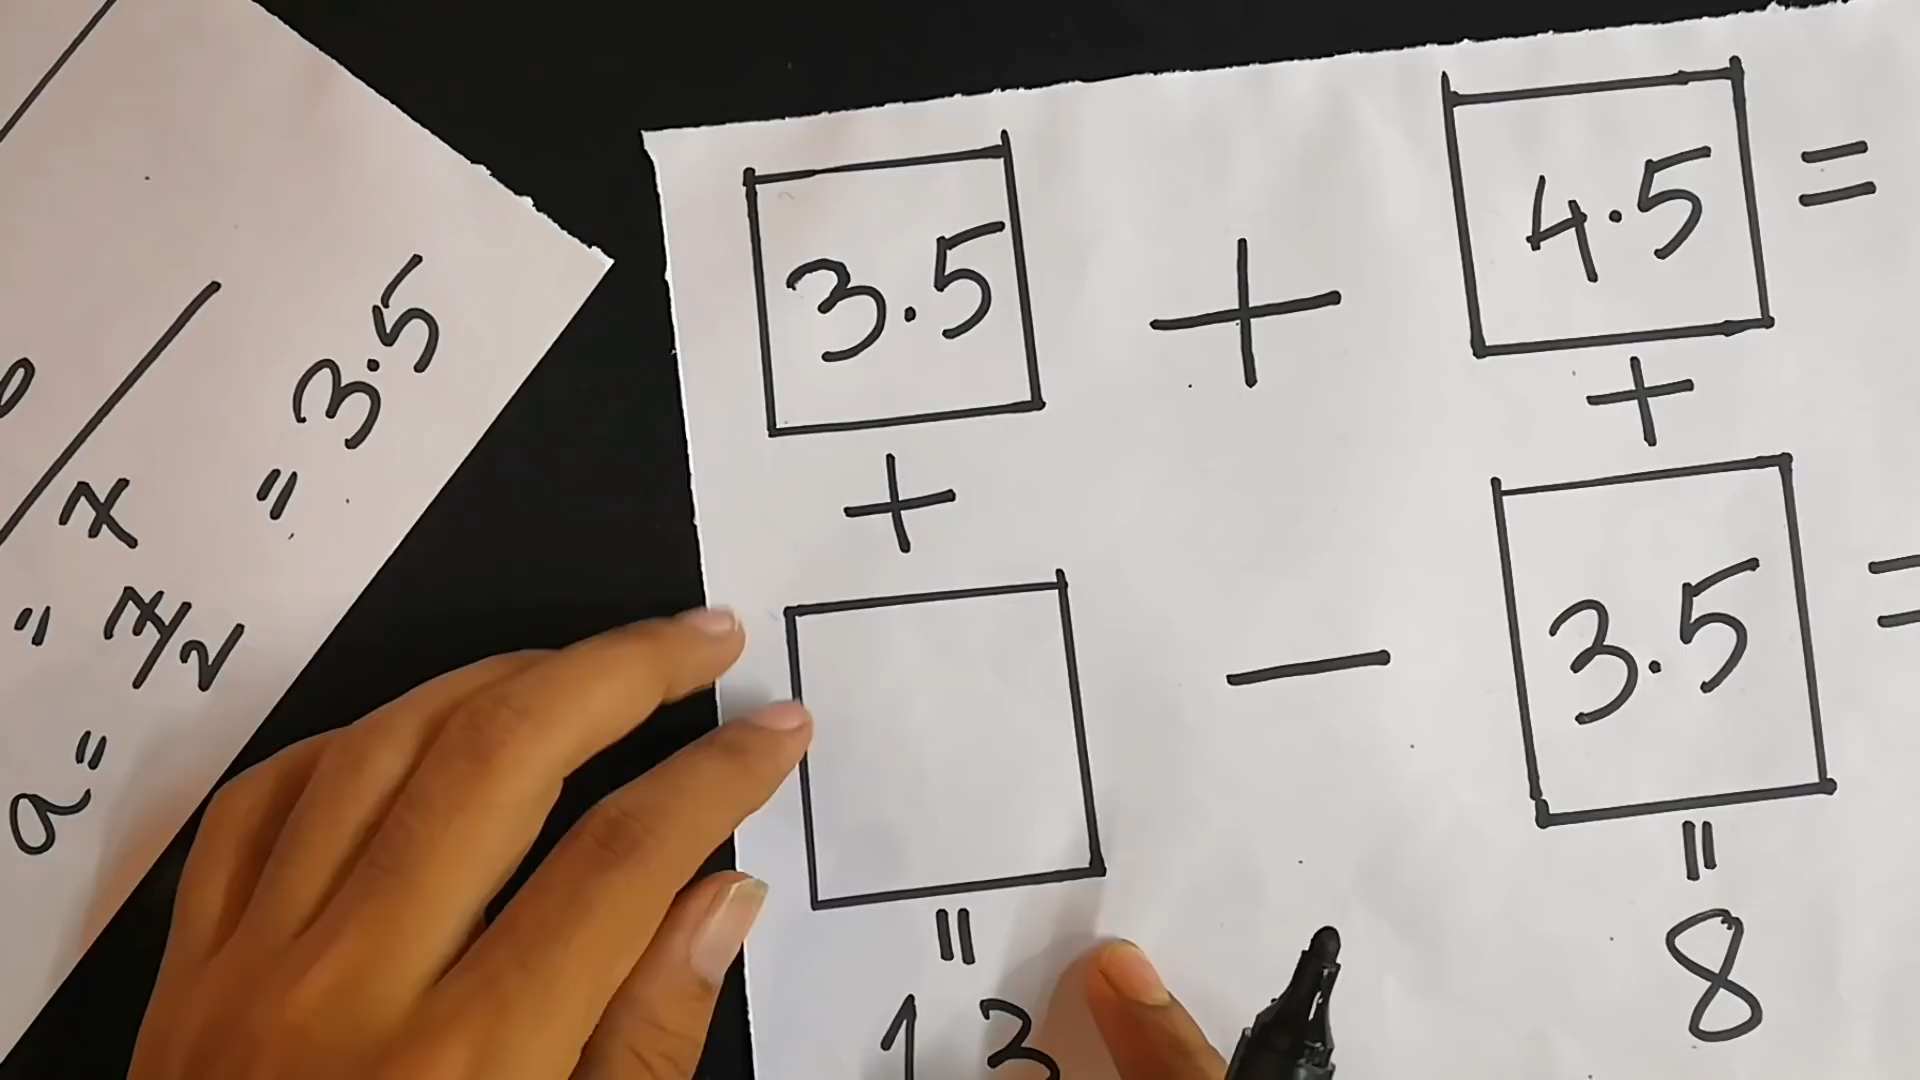 = 7
= 3.5
a = 7/2
3.5 + 4.5 =
+ +
- 3.5 =
= =
13 8